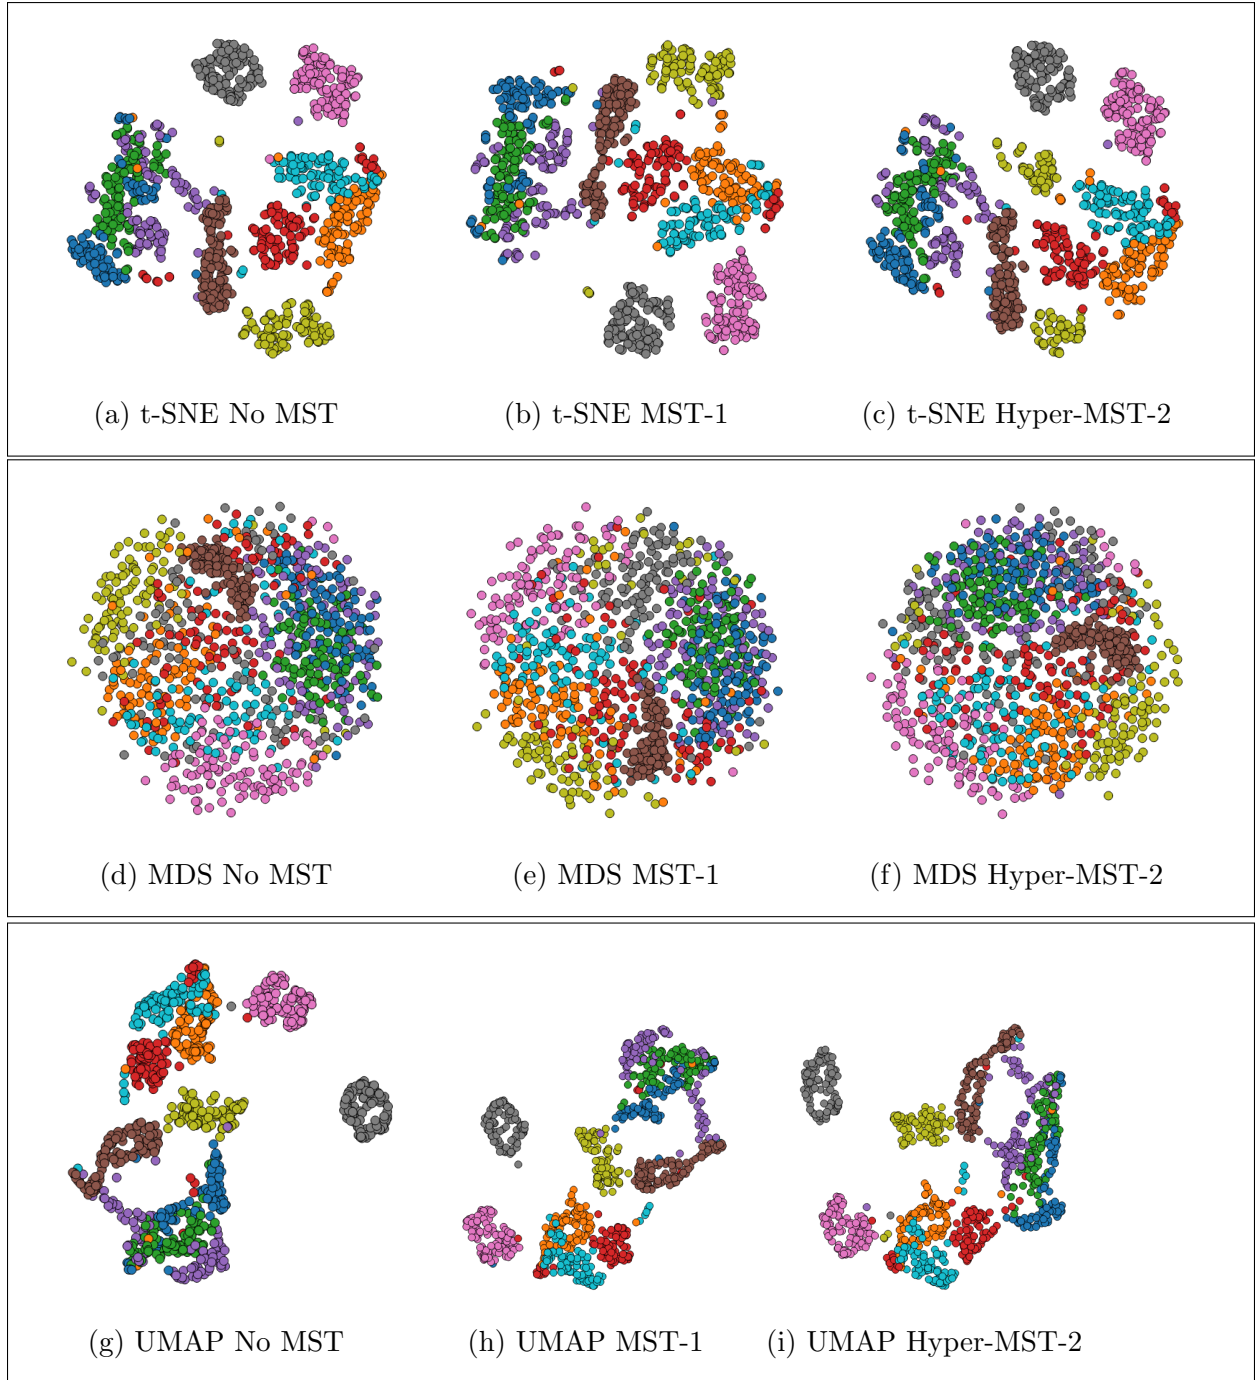 (a) t-SNE No MST
(b) t-SNE MST-1
(c) t-SNE Hyper-MST-2
(d) MDS No MST
(e) MDS MST-1
(f) MDS Hyper-MST-2
(g) UMAP No MST
(h) UMAP MST-1
(i) UMAP Hyper-MST-2